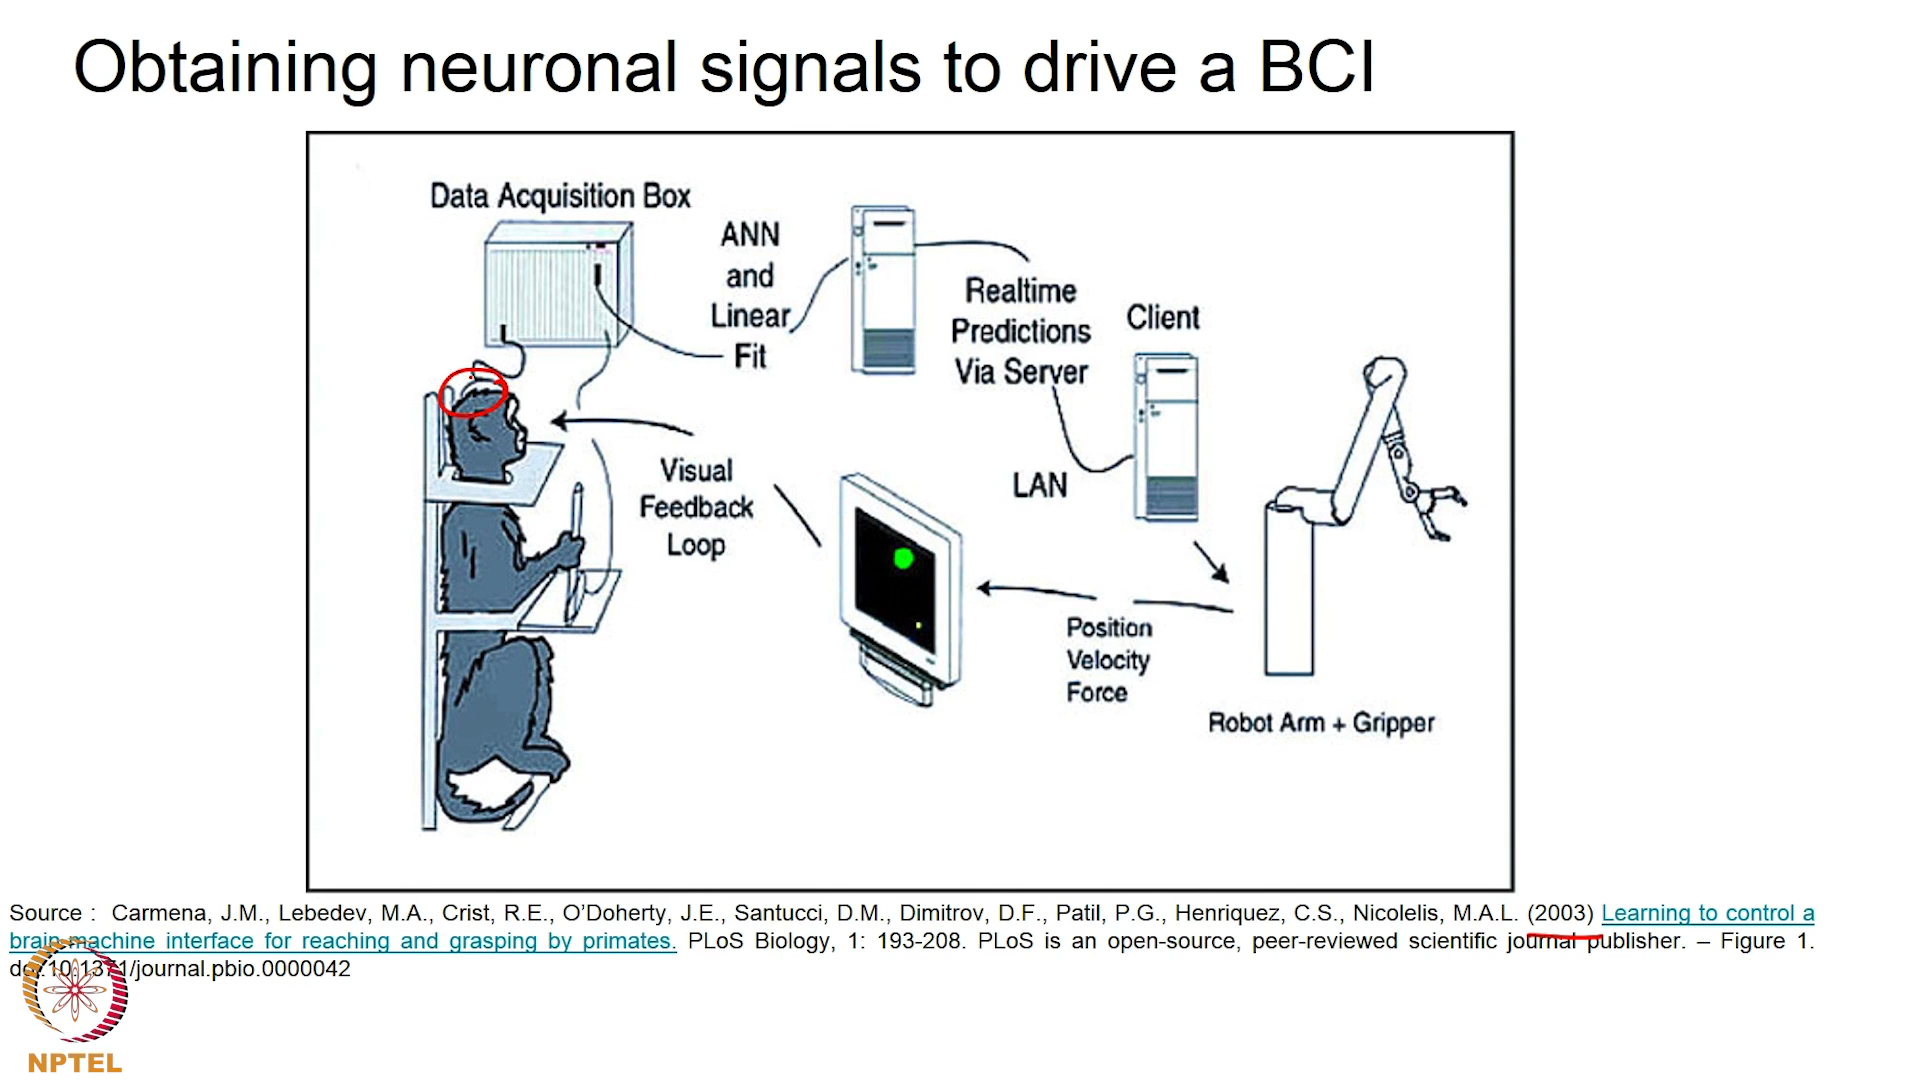 Obtaining neuronal signals to drive a BCI
Data Acquisition Box
ANN
and
Linear
Fit
Realtime
Predictions
Via Server
Client
LAN
Visual
Feedback
Loop
Position
Velocity
Force
Robot Arm + Gripper
Source : Carmena, J.M., Lebedev, M.A., Crist, R.E., O’Doherty, J.E., Santucci, D.M., Dimitrov, D.F., Patil, P.G., Henriquez, C.S., Nicolelis, M.A.L. (2003) Learning to control a
brain-machine interface for reaching and grasping by primates. PLoS Biology, 1: 193-208. PLoS is an open-source, peer-reviewed scientific journal publisher. – Figure 1.
doi:10.1371/journal.pbio.0000042
NPTEL